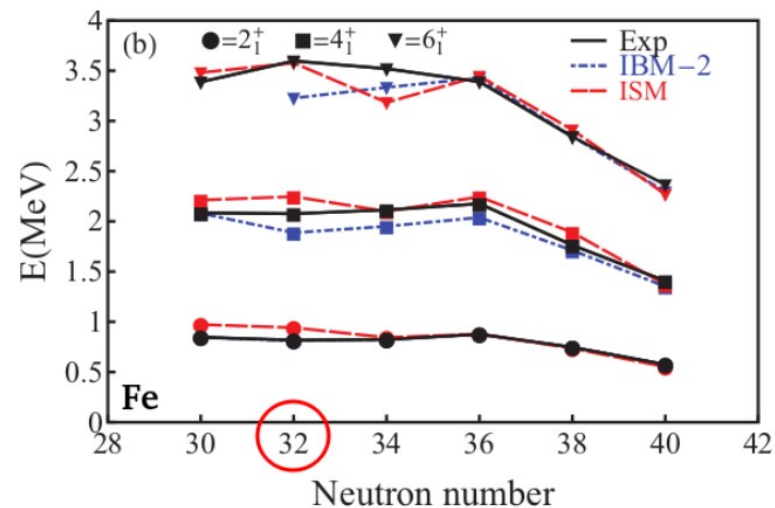 4
3.5
3
2.5
2
1.5
1
0.5
0
E(MeV)
(b) ●=2₁⁺ ■=4₁⁺ ▼=6₁⁺
Exp
IBM−2
ISM
Fe
28 30 32 34 36 38 40 42
Neutron number